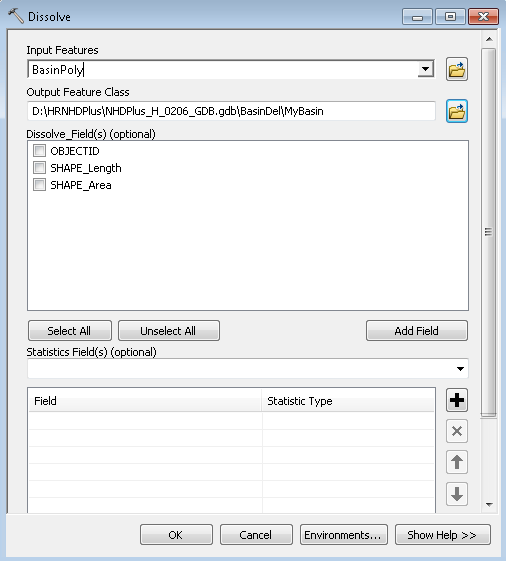 Dissolve
Input Features
BasinPoly
Output Feature Class
D:\HRNHDPlus\NHDPlus_H_0206_GDB.gdb\BasinDel\MyBasin
Dissolve_Field(s) (optional)
OBJECTID
SHAPE_Length
SHAPE_Area
Select All Unselect All Add Field
Statistics Field(s) (optional)
Field Statistic Type
OK Cancel Environments... Show Help >>